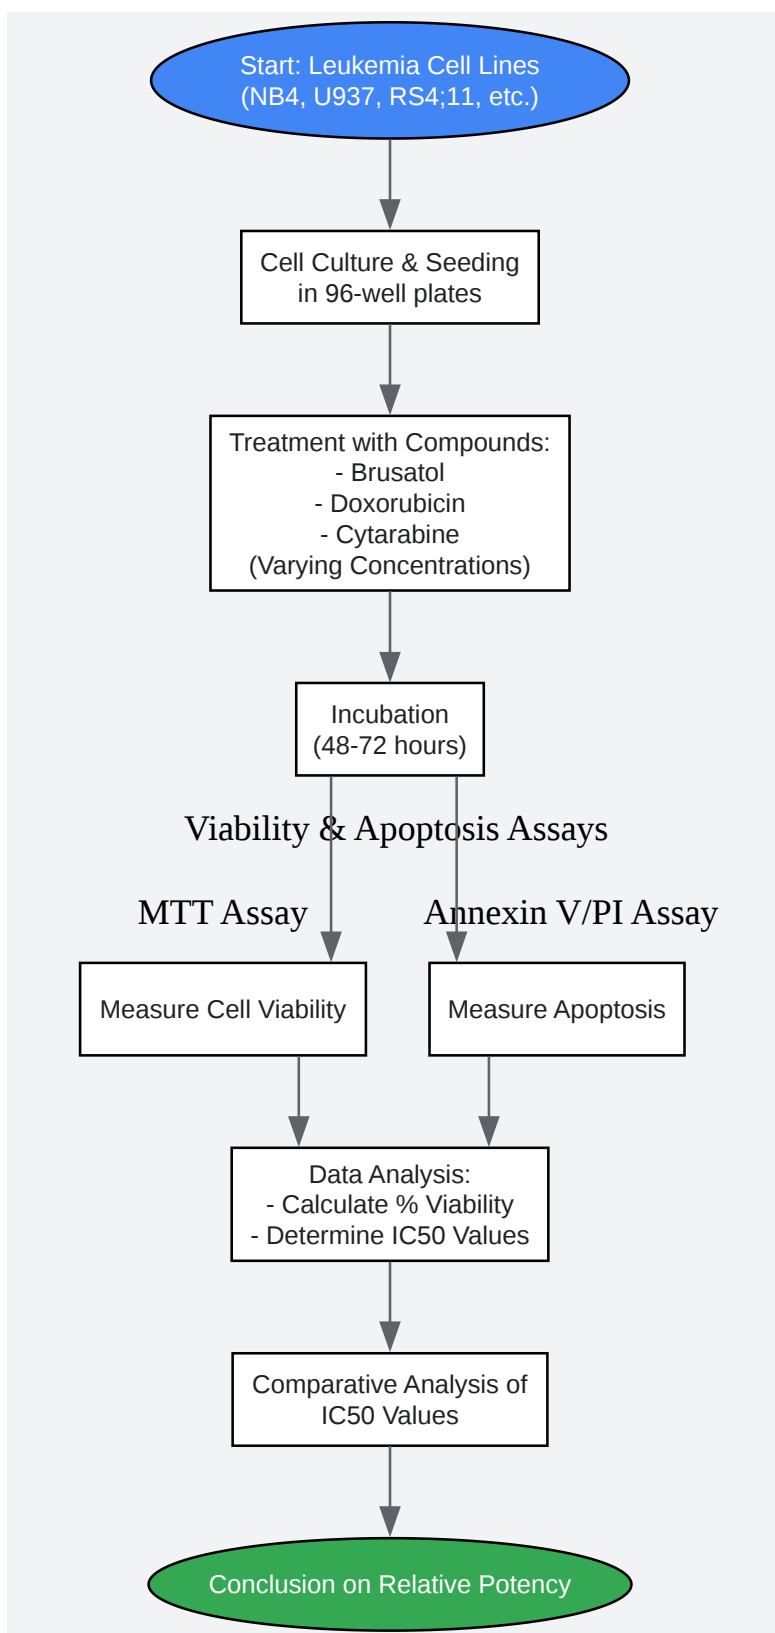 Start: Leukemia Cell Lines
(NB4, U937, RS4;11, etc.)
Cell Culture & Seeding
in 96-well plates
Treatment with Compounds:
- Brusatol
- Doxorubicin
- Cytarabine
(Varying Concentrations)
Incubation
(48-72 hours)
Viability & Apoptosis Assays
MTT Assay
Annexin V/PI Assay
Measure Cell Viability
Measure Apoptosis
Data Analysis:
- Calculate % Viability
- Determine IC50 Values
Comparative Analysis of
IC50 Values
Conclusion on Relative Potency